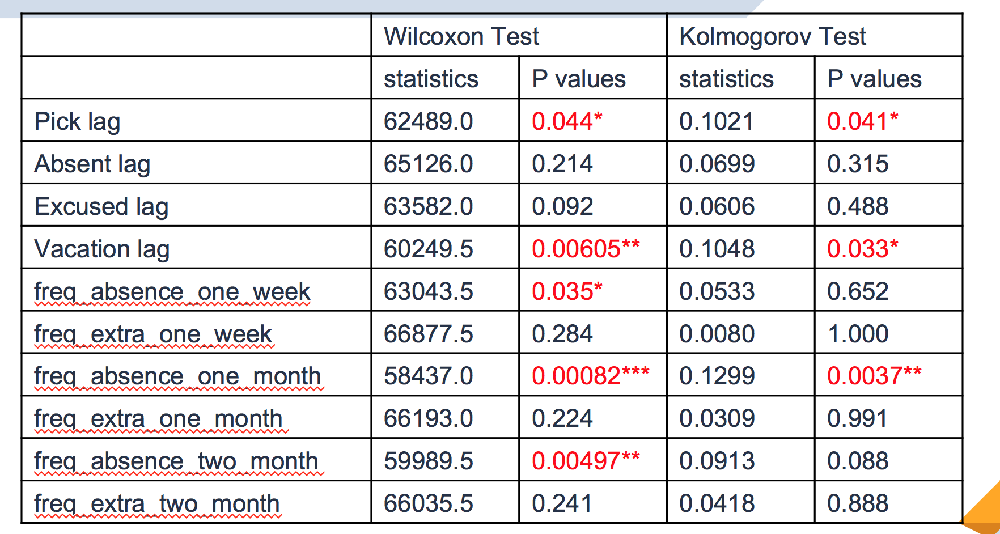 Wilcoxon Test Kolmogorov Test
statistics P values statistics P values
Pick lag 62489.0 0.044* 0.1021 0.041*
Absent lag 65126.0 0.214 0.0699 0.315
Excused lag 63582.0 0.092 0.0606 0.488
Vacation lag 60249.5 0.00605** 0.1048 0.033*
freq_absence_one_week 63043.5 0.035* 0.0533 0.652
freq_extra_one_week 66877.5 0.284 0.0080 1.000
freq_absence_one_month 58437.0 0.00082*** 0.1299 0.0037**
freq_extra_one_month 66193.0 0.224 0.0309 0.991
freq_absence_two_month 59989.5 0.00497** 0.0913 0.088
freq_extra_two_month 66035.5 0.241 0.0418 0.888